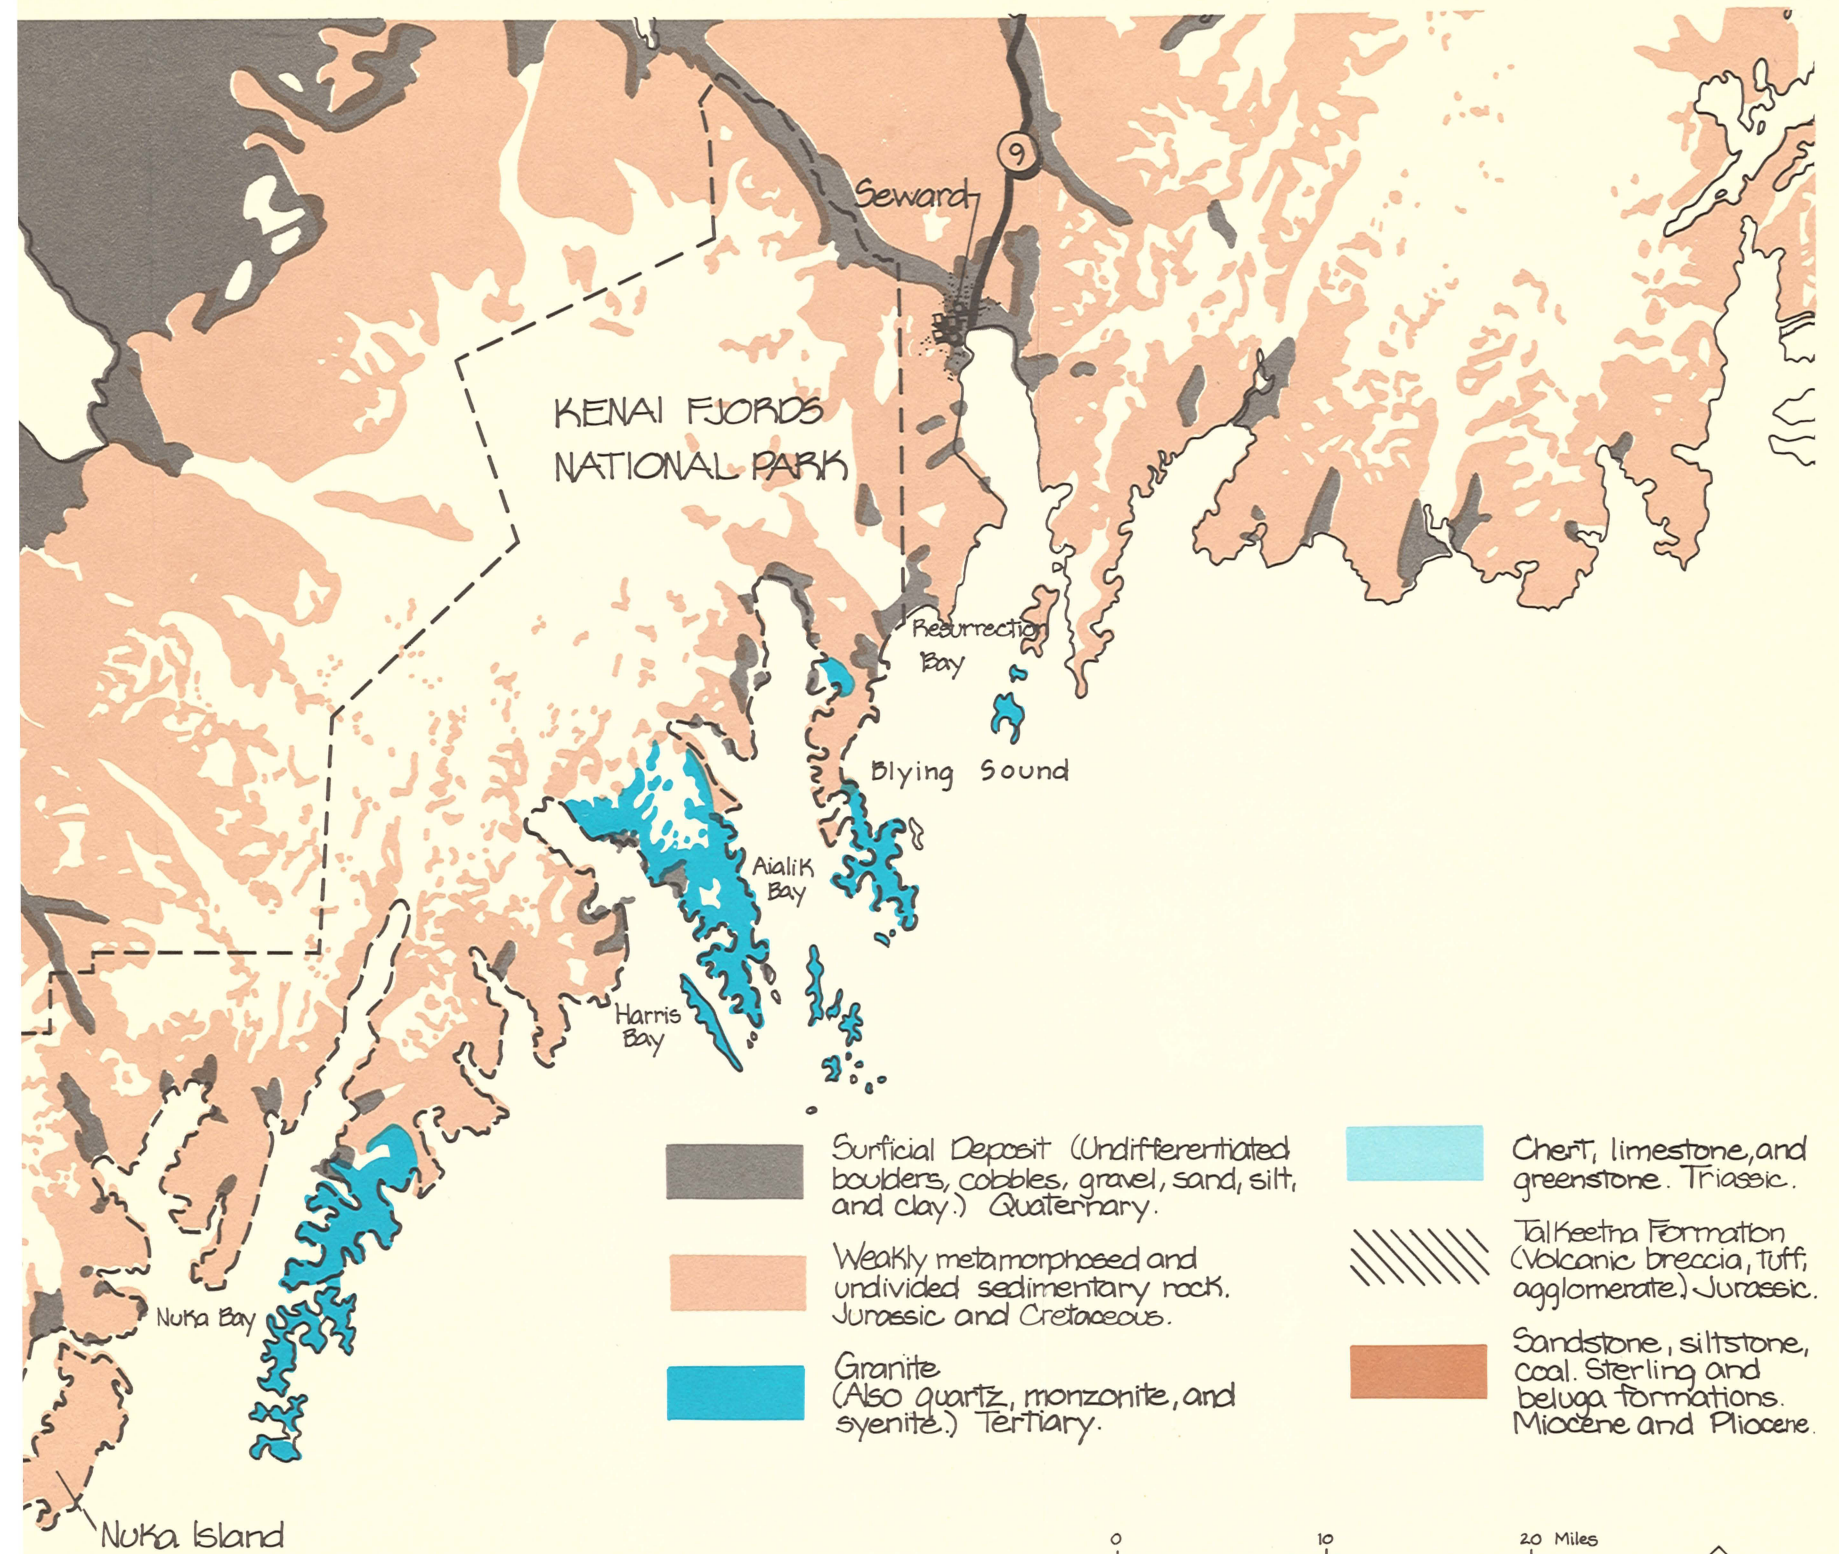 9
Seward
KENAI FJORDS
NATIONAL PARK
Resurrection
Bay
Blying Sound
Aialik
Bay
Harris
Bay
Nuka Bay
Nuka Island
Surficial Deposit (Undifferentiated
boulders, cobbles, gravel, sand, silt,
and clay.) Quaternary.
Weakly metamorphosed and
undivided sedimentary rock.
Jurassic and Cretaceous.
Granite
(Also quartz, monzonite, and
syenite.) Tertiary.
Chert, limestone, and
greenstone. Triassic.
Talkeetna Formation
(Volcanic breccia, tuff,
agglomerate.) Jurassic.
Sandstone, siltstone,
coal. Sterling and
beluga formations.
Miocene and Pliocene.
0 10 20 Miles